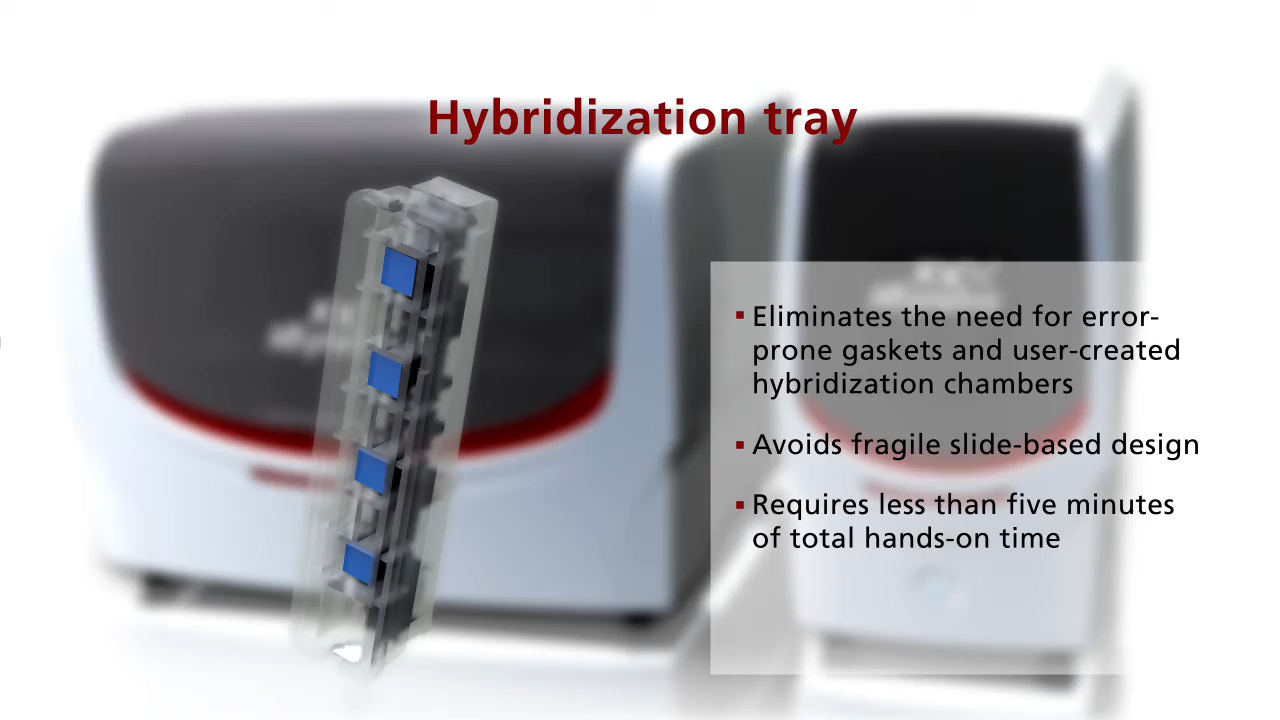 Hybridization tray
▪ Eliminates the need for error-
prone gaskets and user-created
hybridization chambers
▪ Avoids fragile slide-based design
▪ Requires less than five minutes
of total hands-on time